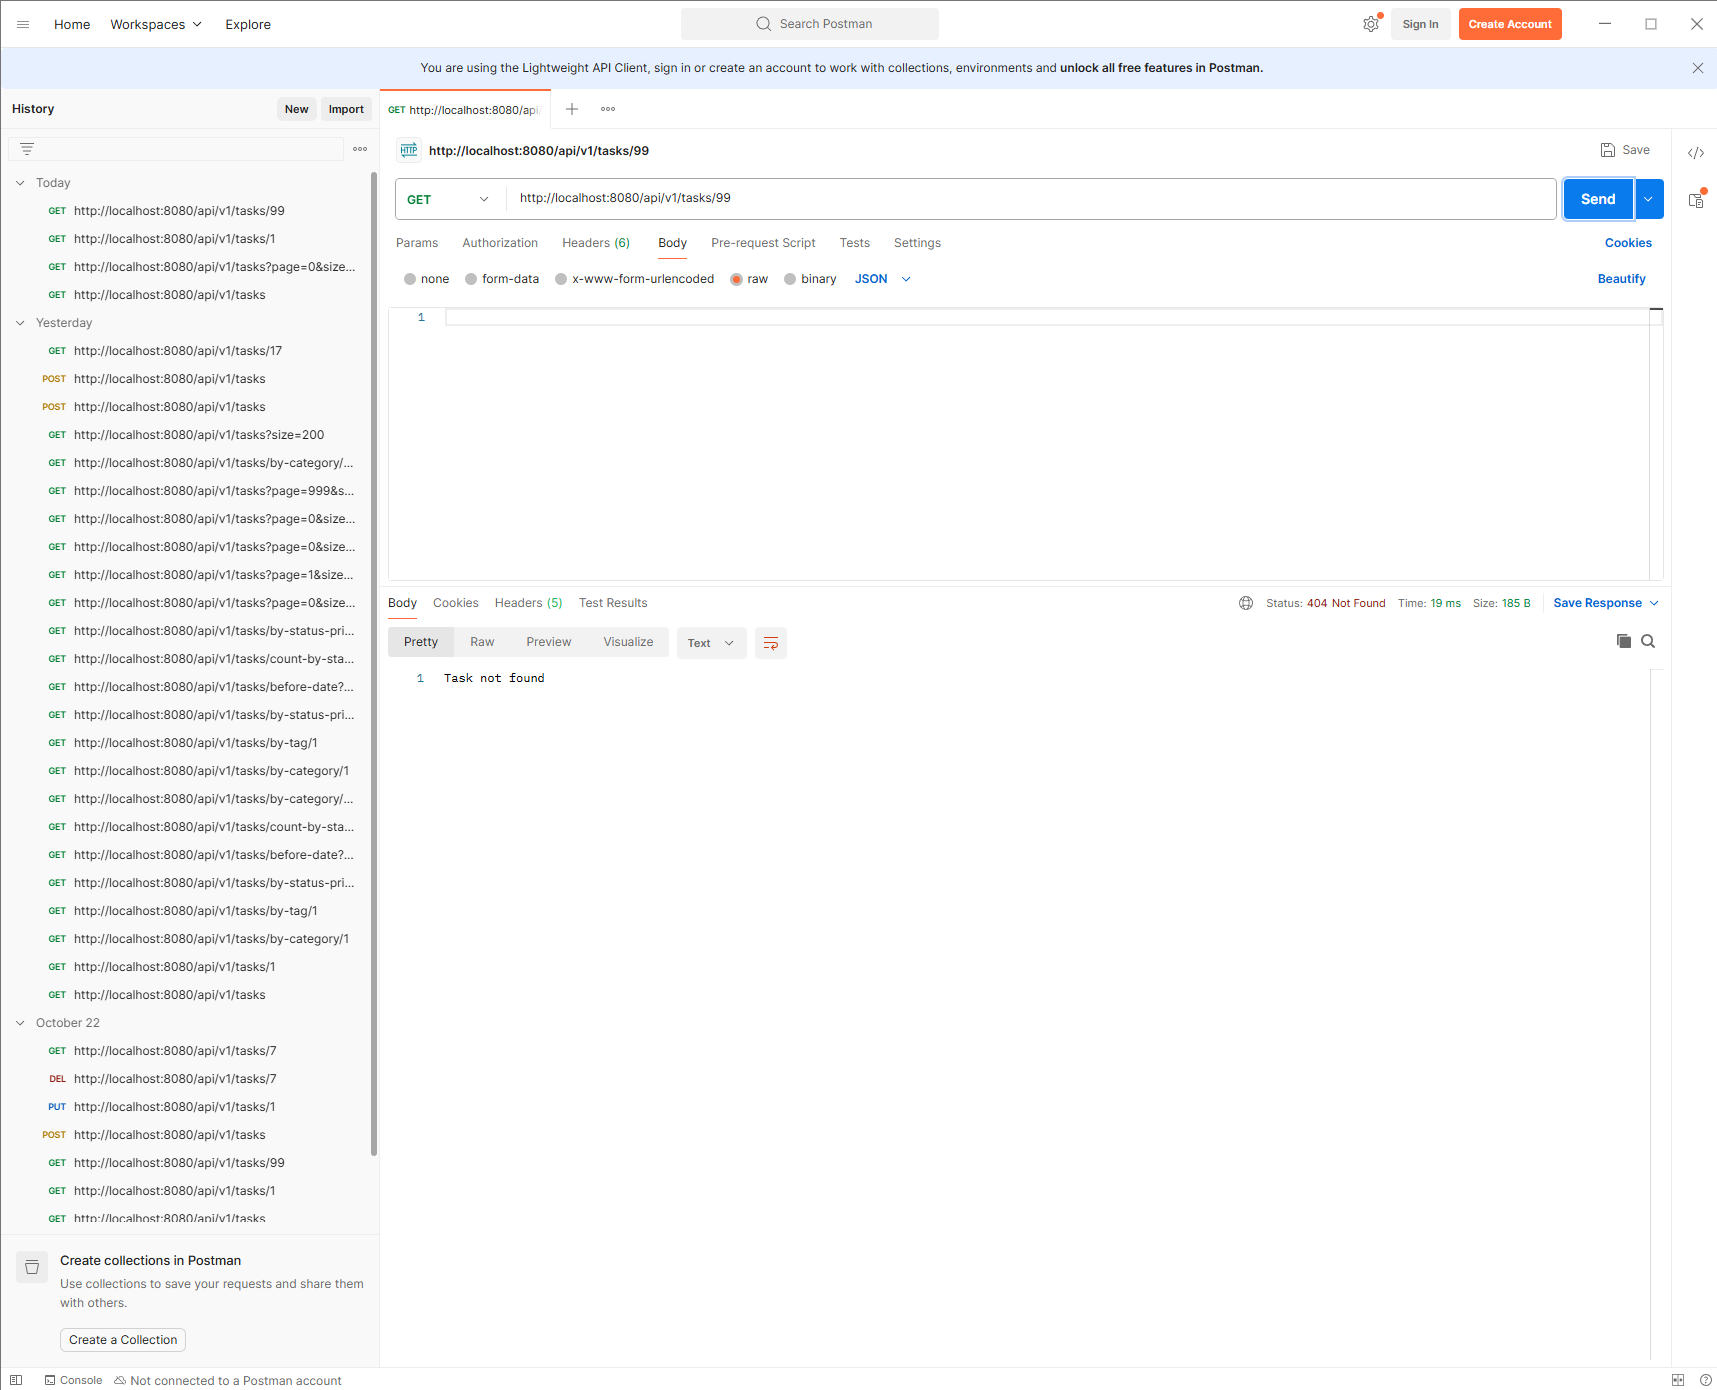 Home Workspaces Explore Search Postman Sign In Create Account
You are using the Lightweight API Client, sign in or create an account to work with collections, environments and unlock all free features in Postman.
History New Import
GET http://localhost:8080/api/
Today
GET http://localhost:8080/api/v1/tasks/99
GET http://localhost:8080/api/v1/tasks/1
GET http://localhost:8080/api/v1/tasks?page=0&size...
GET http://localhost:8080/api/v1/tasks
Yesterday
GET http://localhost:8080/api/v1/tasks/17
POST http://localhost:8080/api/v1/tasks
POST http://localhost:8080/api/v1/tasks
GET http://localhost:8080/api/v1/tasks?size=200
GET http://localhost:8080/api/v1/tasks/by-category/...
GET http://localhost:8080/api/v1/tasks?page=999&s...
GET http://localhost:8080/api/v1/tasks?page=0&size...
GET http://localhost:8080/api/v1/tasks?page=0&size...
GET http://localhost:8080/api/v1/tasks?page=1&size...
GET http://localhost:8080/api/v1/tasks?page=0&size...
GET http://localhost:8080/api/v1/tasks/by-status-pri...
GET http://localhost:8080/api/v1/tasks/count-by-sta...
GET http://localhost:8080/api/v1/tasks/before-date?...
GET http://localhost:8080/api/v1/tasks/by-status-pri...
GET http://localhost:8080/api/v1/tasks/by-tag/1
GET http://localhost:8080/api/v1/tasks/by-category/1
GET http://localhost:8080/api/v1/tasks/by-category/...
GET http://localhost:8080/api/v1/tasks/count-by-sta...
GET http://localhost:8080/api/v1/tasks/before-date?...
GET http://localhost:8080/api/v1/tasks/by-status-pri...
GET http://localhost:8080/api/v1/tasks/by-tag/1
GET http://localhost:8080/api/v1/tasks/by-category/1
GET http://localhost:8080/api/v1/tasks/1
GET http://localhost:8080/api/v1/tasks
October 22
GET http://localhost:8080/api/v1/tasks/7
DEL http://localhost:8080/api/v1/tasks/7
PUT http://localhost:8080/api/v1/tasks/1
POST http://localhost:8080/api/v1/tasks
GET http://localhost:8080/api/v1/tasks/99
GET http://localhost:8080/api/v1/tasks/1
GET http://localhost:8080/api/v1/tasks
Create collections in Postman
Use collections to save your requests and share them
with others.
Create a Collection
HTTP http://localhost:8080/api/v1/tasks/99 Save
GET http://localhost:8080/api/v1/tasks/99 Send
Params Authorization Headers (6) Body Pre-request Script Tests Settings Cookies
none form-data x-www-form-urlencoded raw binary JSON Beautify
1
Body Cookies Headers (5) Test Results Status: 404 Not Found Time: 19 ms Size: 185 B Save Response
Pretty Raw Preview Visualize Text
1 Task not found
Console Not connected to a Postman account